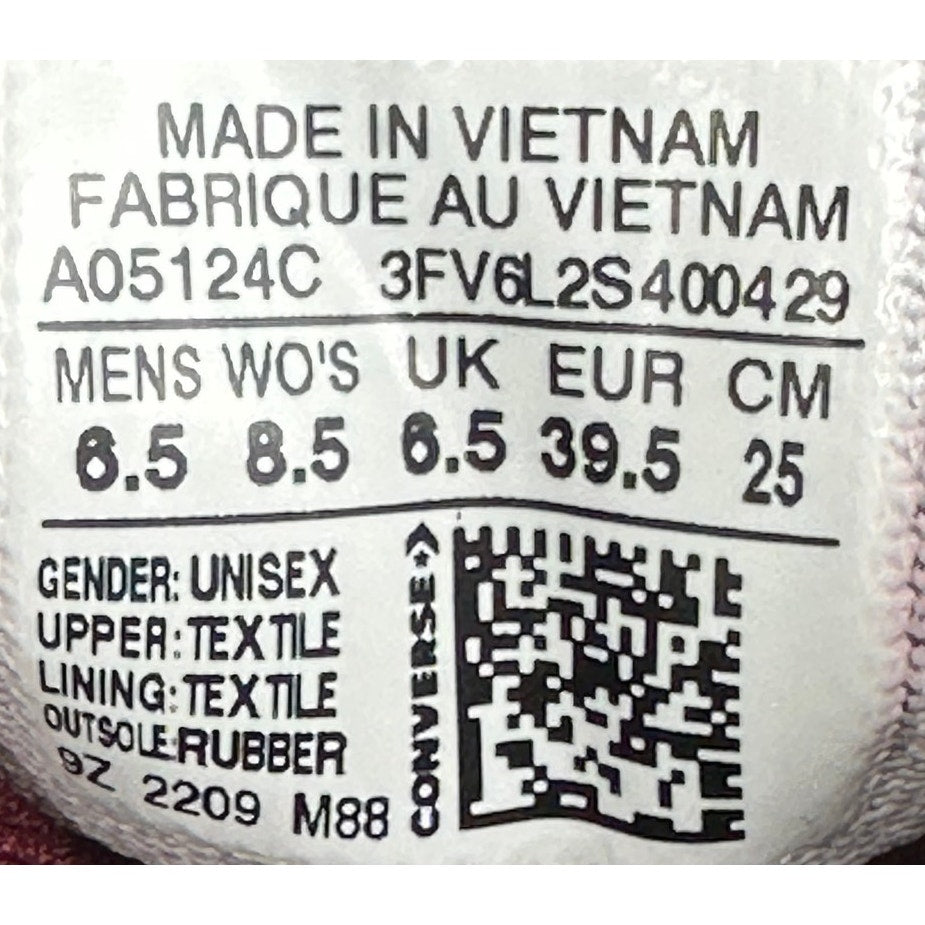 MADE IN VIETNAM
FABRIQUE AU VIETNAM
A05124C 3FV6L2S400429
MENS WO'S UK EUR CM
6.5 8.5 6.5 39.5 25
GENDER: UNISEX
UPPER: TEXTILE
LINING: TEXTILE
OUTSOLE: RUBBER
9Z 2209 M88
CONVERSE